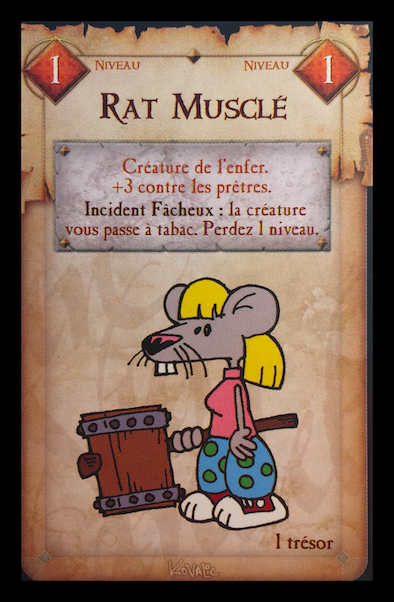 1 Niveau Niveau 1
Rat Musclé
Créature de l'enfer.
+3 contre les prêtres.
Incident Fâcheux : la créature
vous passe à tabac. Perdez 1 niveau.
1 trésor
Kovalic